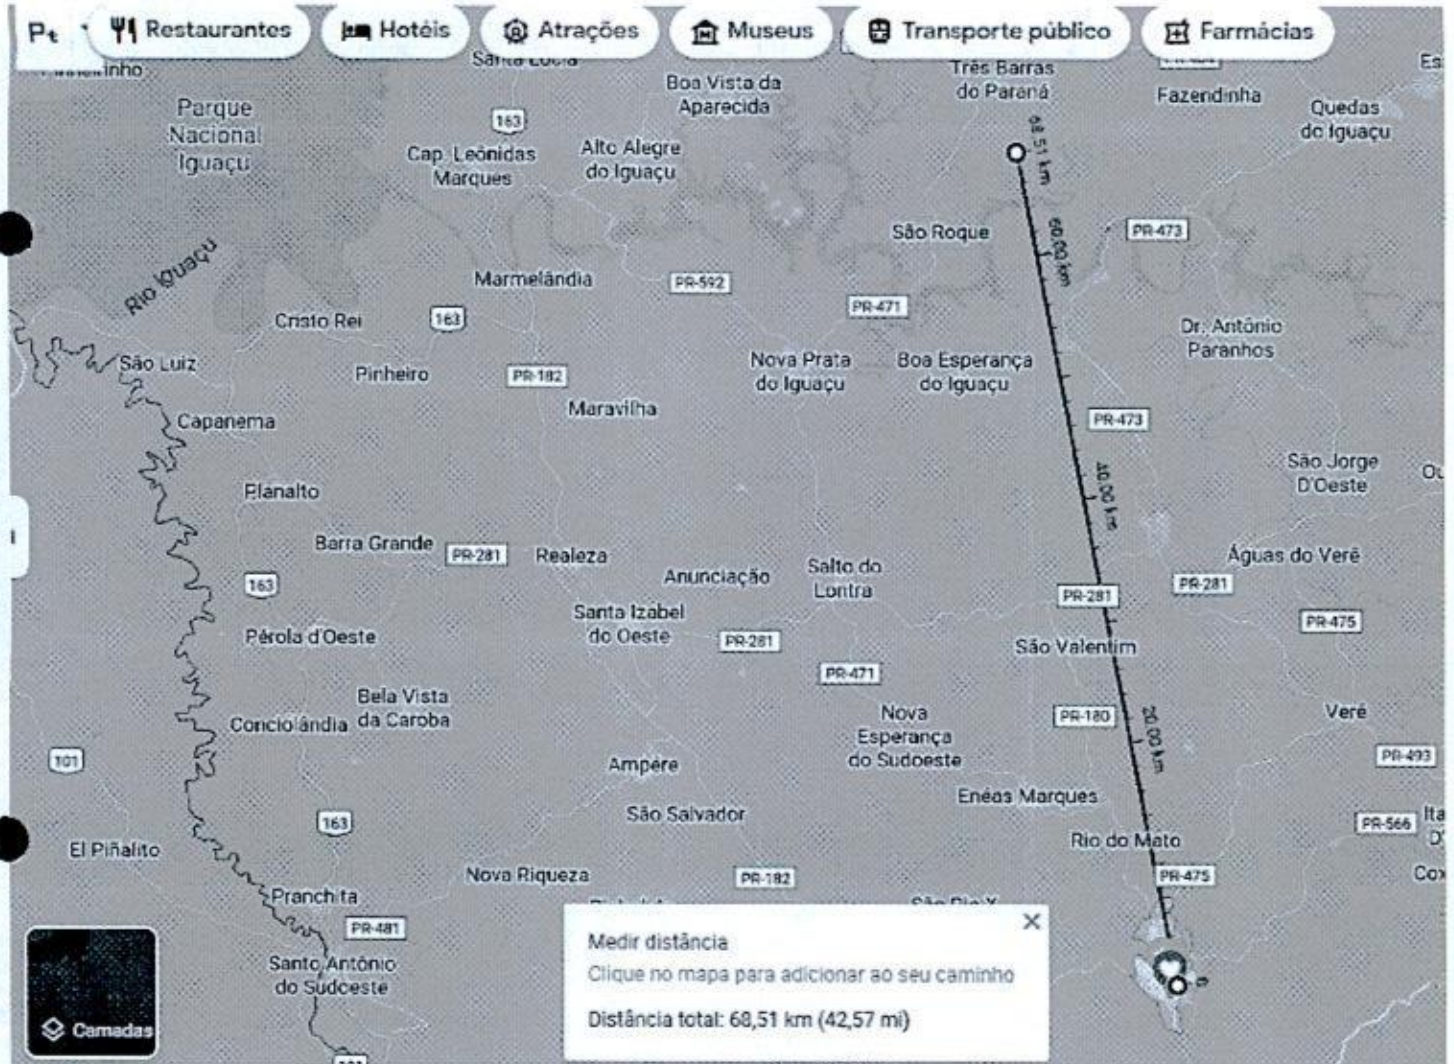 Restaurantes
Hotéis
Atrações
Museus
Transporte público
Farmácias
Boa Vista da
Aparecida
Três Barras
do Paraná
Fazendinha
Quedas
do Iguaçu
Parque
Nacional
Iguaçu
163
Cap. Leônidas
Marques
Alto Alegre
do Iguaçu
68,51 km
São Roque
PR-473
60,00 km
Rio Iguaçu
Marmelândia
PR-592
PR-471
Cristo Rei
163
Dr. Antônio
Paranhos
São Luiz
Pinheiro
PR-182
Nova Prata
do Iguaçu
Boa Esperança
do Iguaçu
Maravilha
Capanema
PR-473
São Jorge
D'Oeste
40,00 km
Planalto
Barra Grande
PR-281
Realeza
Águas do Verê
163
Anunciação
Salto do
Lontra
PR-281
PR-281
Santa Izabel
do Oeste
PR-475
Pérola d'Oeste
PR-281
São Valentim
PR-471
Bela Vista
da Caroba
Conciolândia
Nova
Esperança
do Sudoeste
PR-180
20,00 km
Verê
101
Ampére
PR-493
Enéas Marques
São Salvador
163
PR-566
Rio do Mato
El Piñalito
Nova Riqueza
PR-182
PR-475
Pranchita
PR-481
Santo Antônio
do Sudoeste
Camadas
Medir distância
Clique no mapa para adicionar ao seu caminho
Distância total: 68,51 km (42,57 mi)